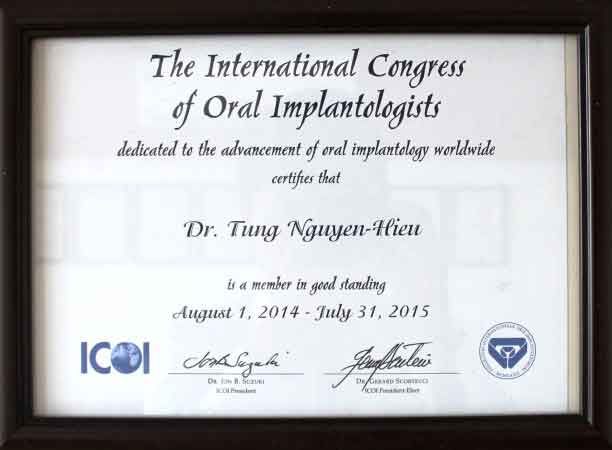 The International Congress
of Oral Implantologists
dedicated to the advancement of oral implantology worldwide
certifies that
Dr. Tung Nguyen-Hieu
is a member in good standing
August 1, 2014 - July 31, 2015
ICOI
DR. JON B. SUZUKI
ICOI President
DR. GERARD SCORTECCI
ICOI President-Elect